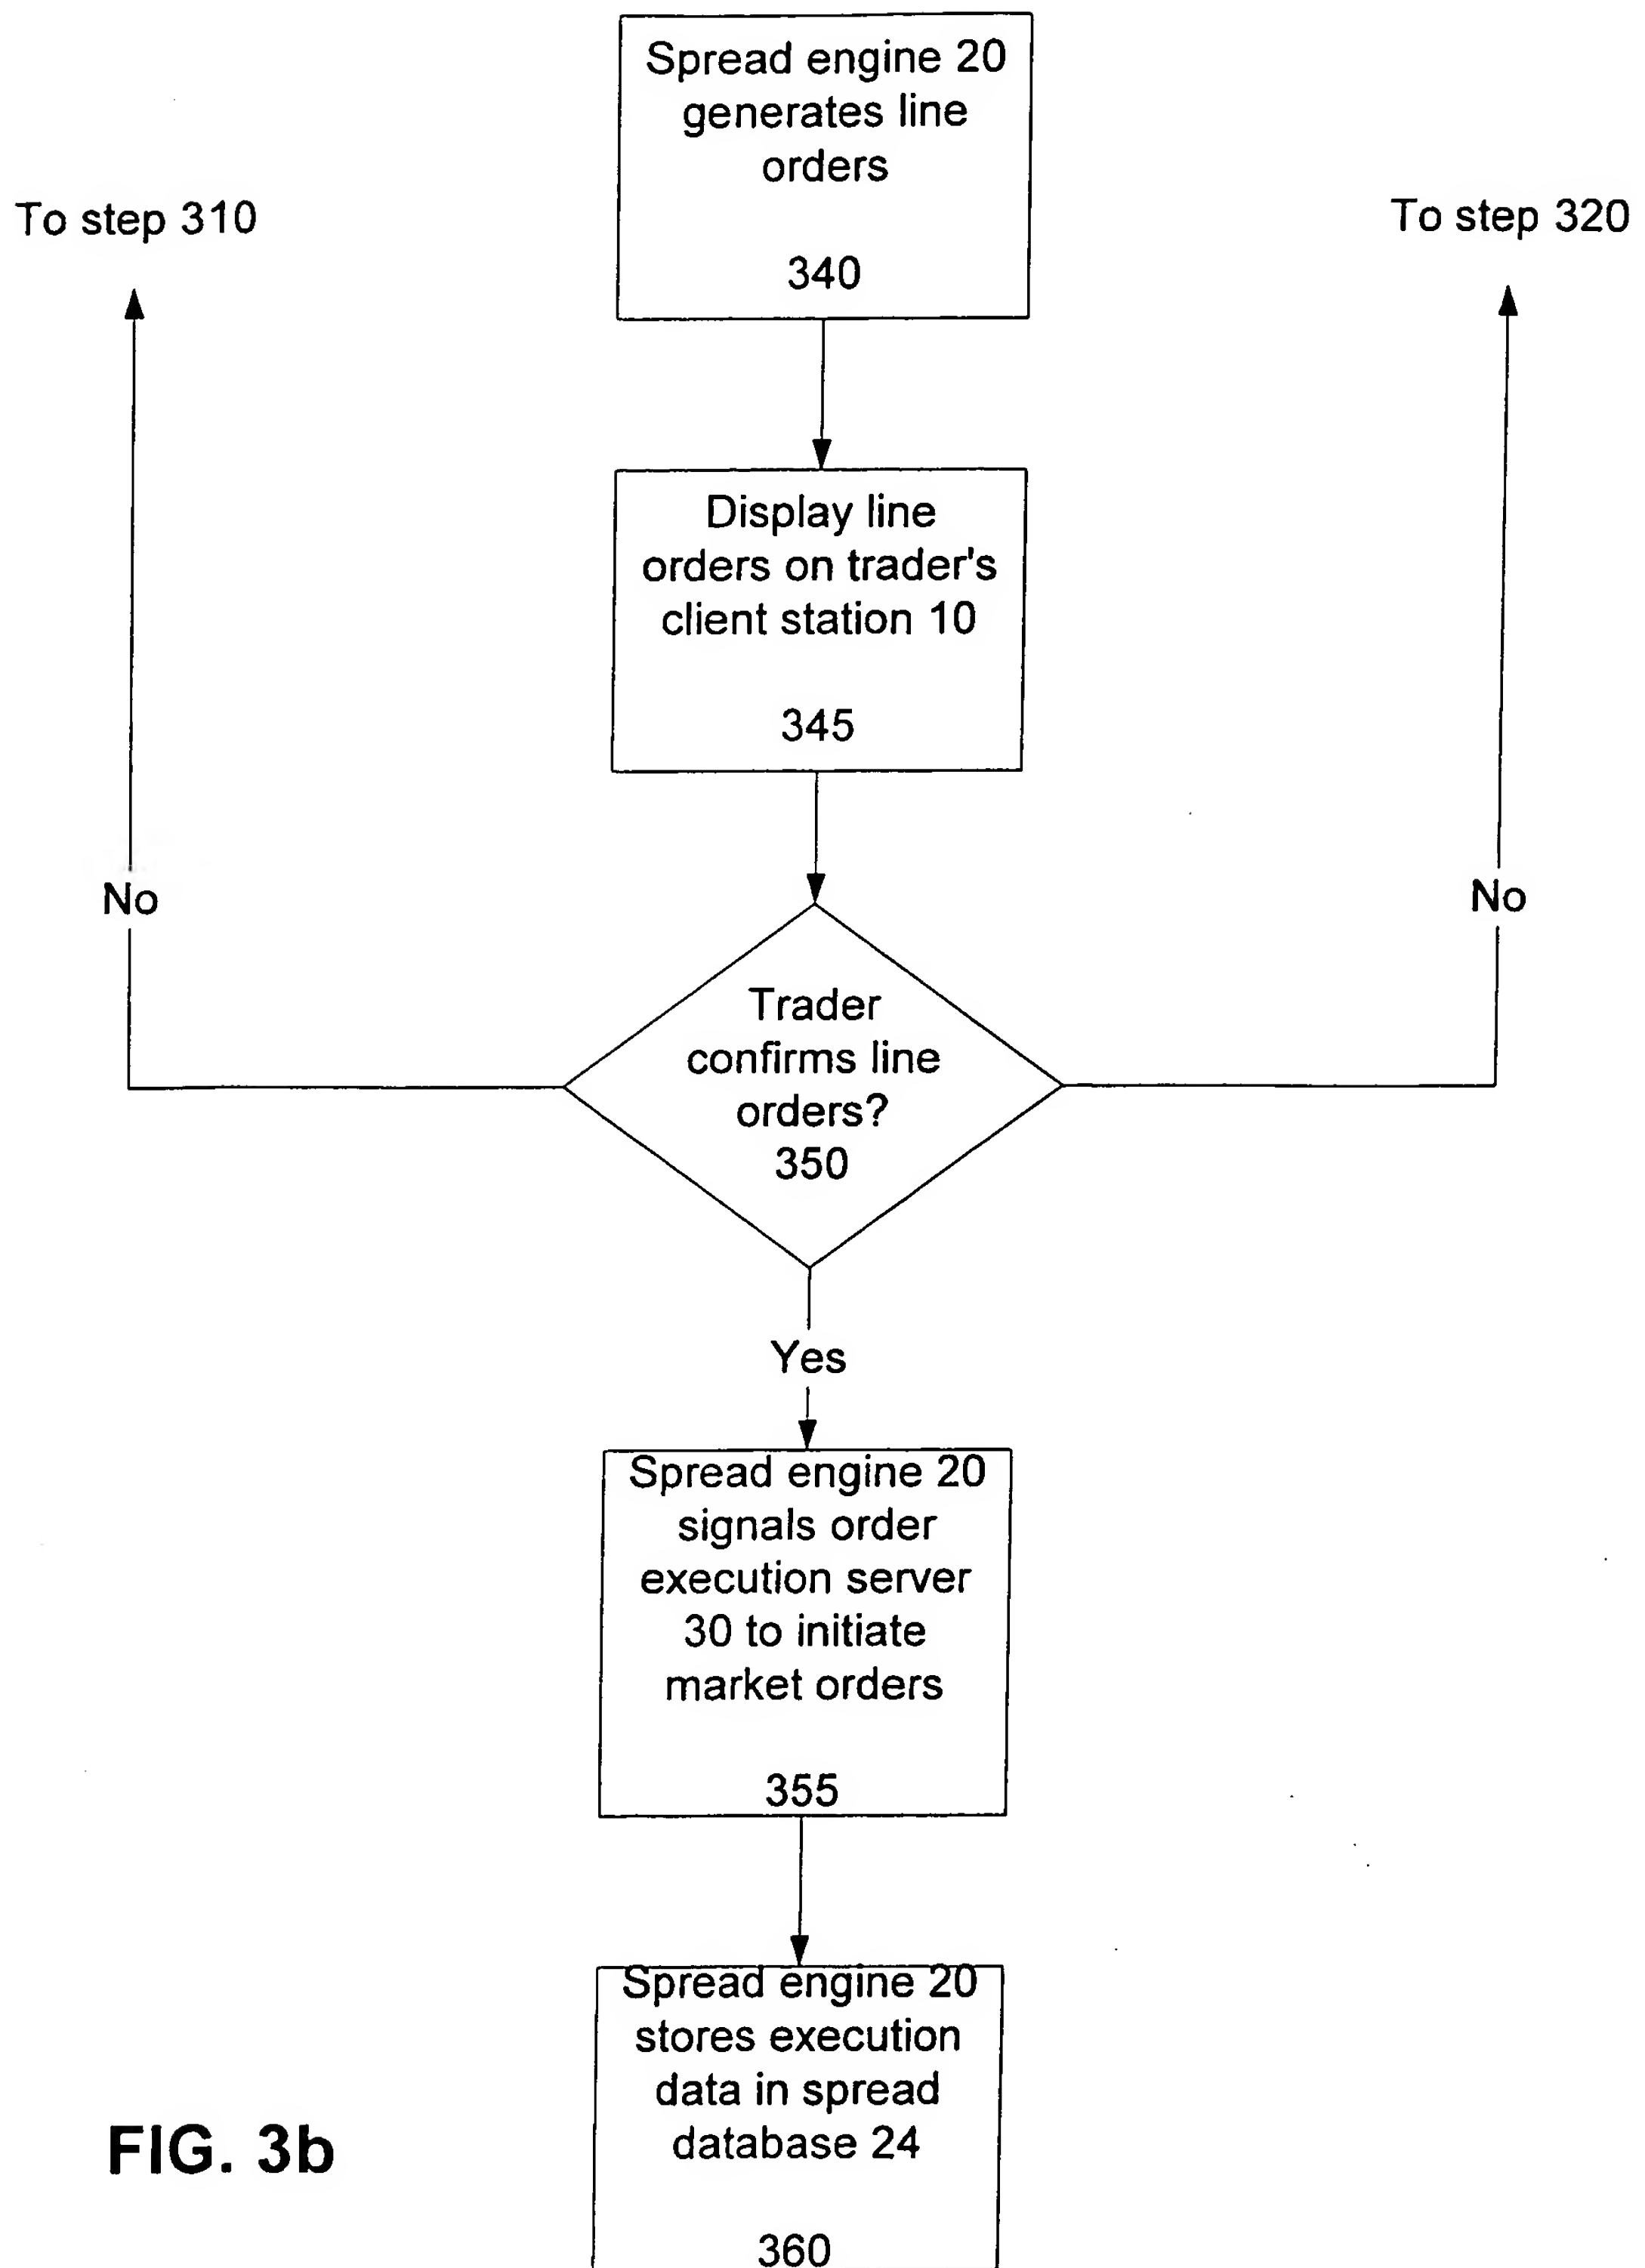 Spread engine 20
generates line
orders
340
To step 310
To step 320
Display line
orders on trader's
client station 10
345
No
No
Trader
confirms line
orders?
350
Yes
Spread engine 20
signals order
execution server
30 to initiate
market orders
355
Spread engine 20
stores execution
data in spread
database 24
360
FIG. 3b